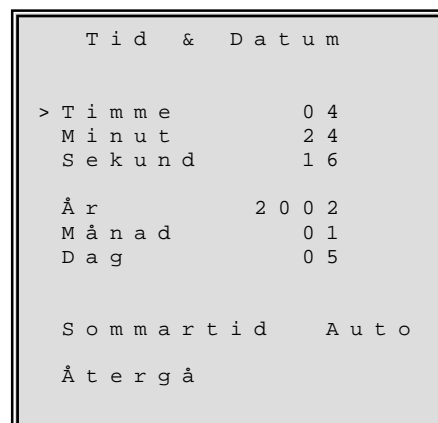 Tid & Datum
> Timme 04
Minut 24
Sekund 16
År 2002
Månad 01
Dag 05
Sommartid Auto
Återgå